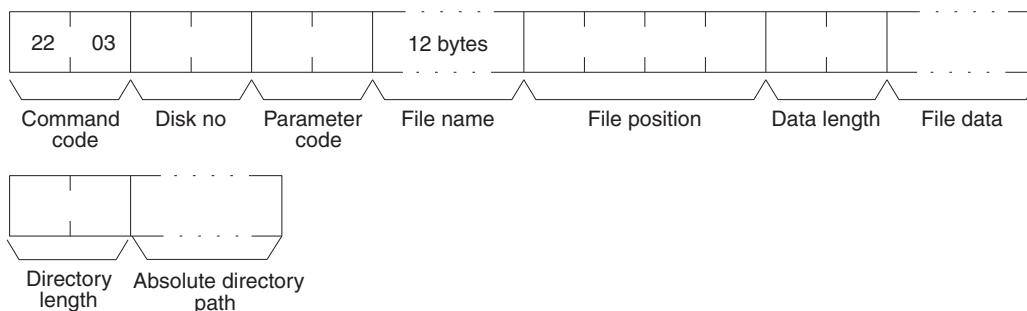 22 03 12 bytes
Command code Disk no Parameter code File name File position Data length File data
Directory length Absolute directory path